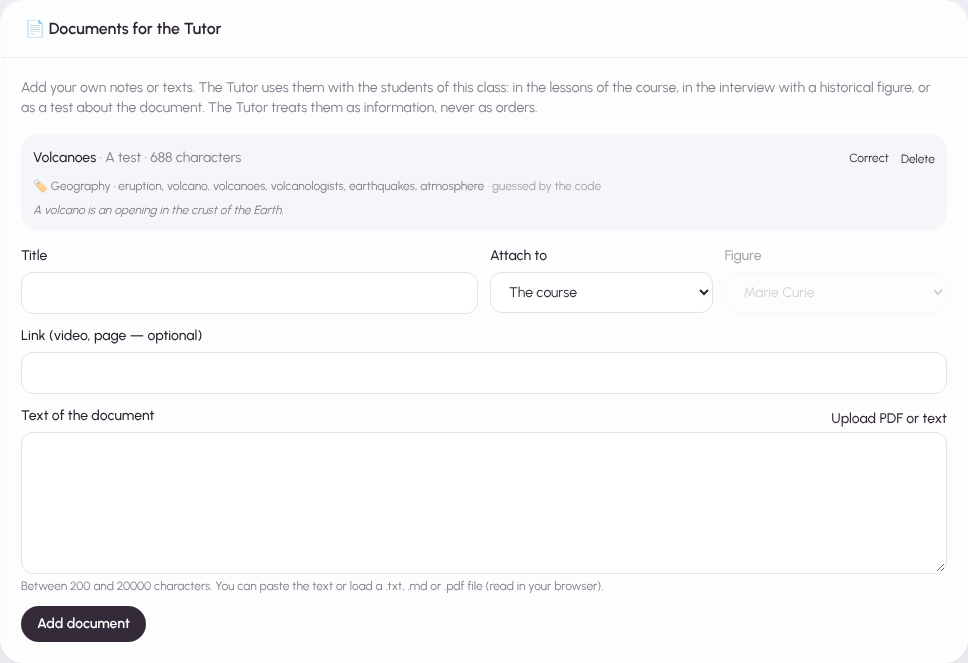 📄 Documents for the Tutor
Add your own notes or texts. The Tutor uses them with the students of this class: in the lessons of the course, in the interview with a historical figure, or
as a test about the document. The Tutor treats them as information, never as orders.
Volcanoes · A test · 688 characters
Correct Delete
🏷️ Geography · eruption, volcano, volcanoes, volcanologists, earthquakes, atmosphere · guessed by the code
A volcano is an opening in the crust of the Earth.
Title
Attach to
Figure
The course
Marie Curie
Link (video, page — optional)
Text of the document
Upload PDF or text
Between 200 and 20000 characters. You can paste the text or load a .txt, .md or .pdf file (read in your browser).
Add document